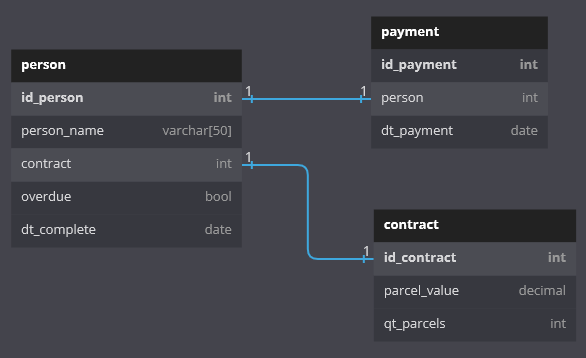 person
id_person int
person_name varchar[50]
contract int
overdue bool
dt_complete date
1
1
payment
id_payment int
person int
dt_payment date
1
1
contract
id_contract int
parcel_value decimal
qt_parcels int